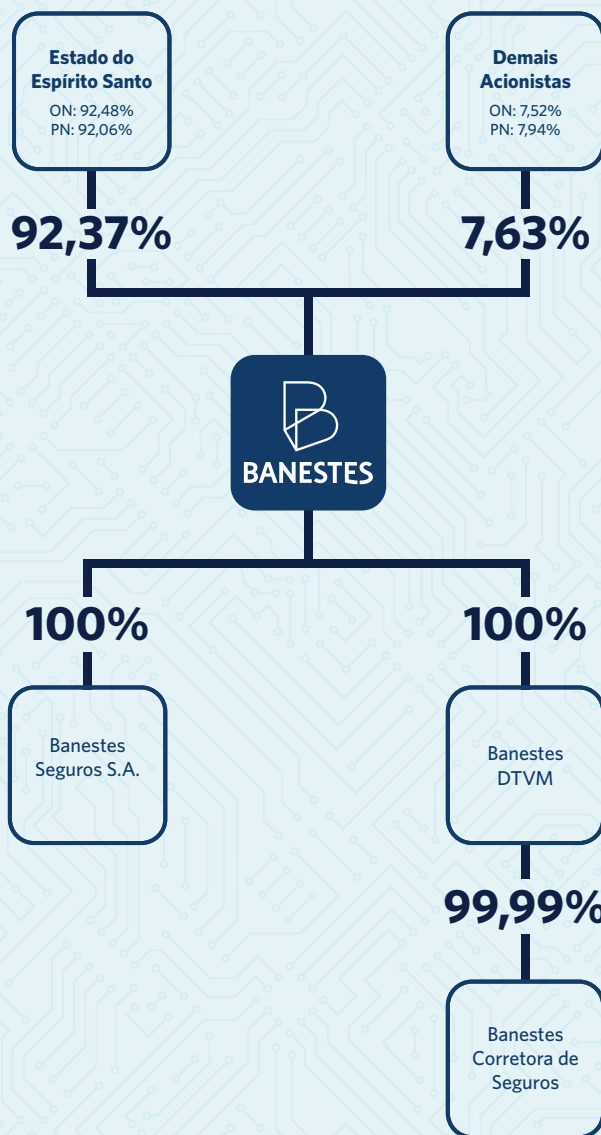 Estado do
Espírito Santo
ON: 92,48%
PN: 92,06%
Demais
Acionistas
ON: 7,52%
PN: 7,94%
92,37%
7,63%
BANESTES
100%
100%
Banestes
Seguros S.A.
Banestes
DTVM
99,99%
Banestes
Corretora de
Seguros